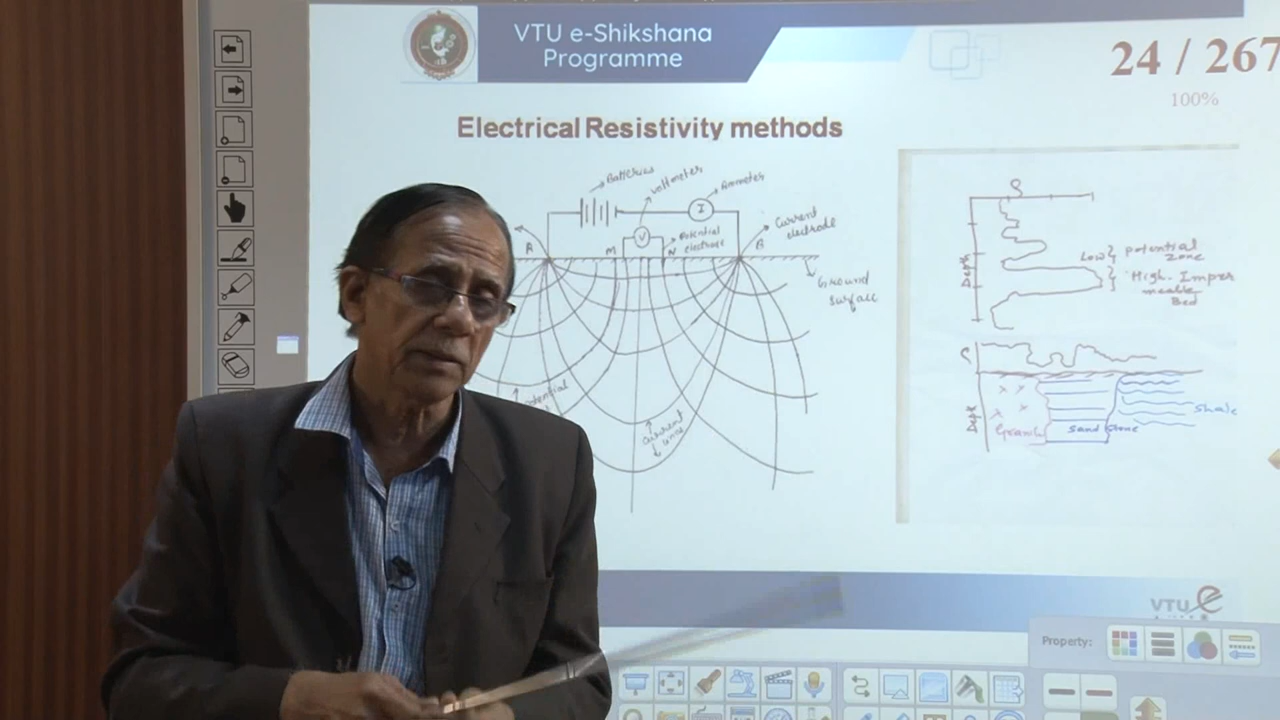 VTU e-Shikshana
Programme
24 / 267
100%
Electrical Resistivity methods
Batteries
voltmeter
Ammeter
I
V
Current
electrode
Potential
electrode
A
M
N
B
Ground
surface
Current
lines
Depth
Low } potential
zone
High-Imper
meable
Bed
Granite
Sand Stone
Shale
VTU e
Property: